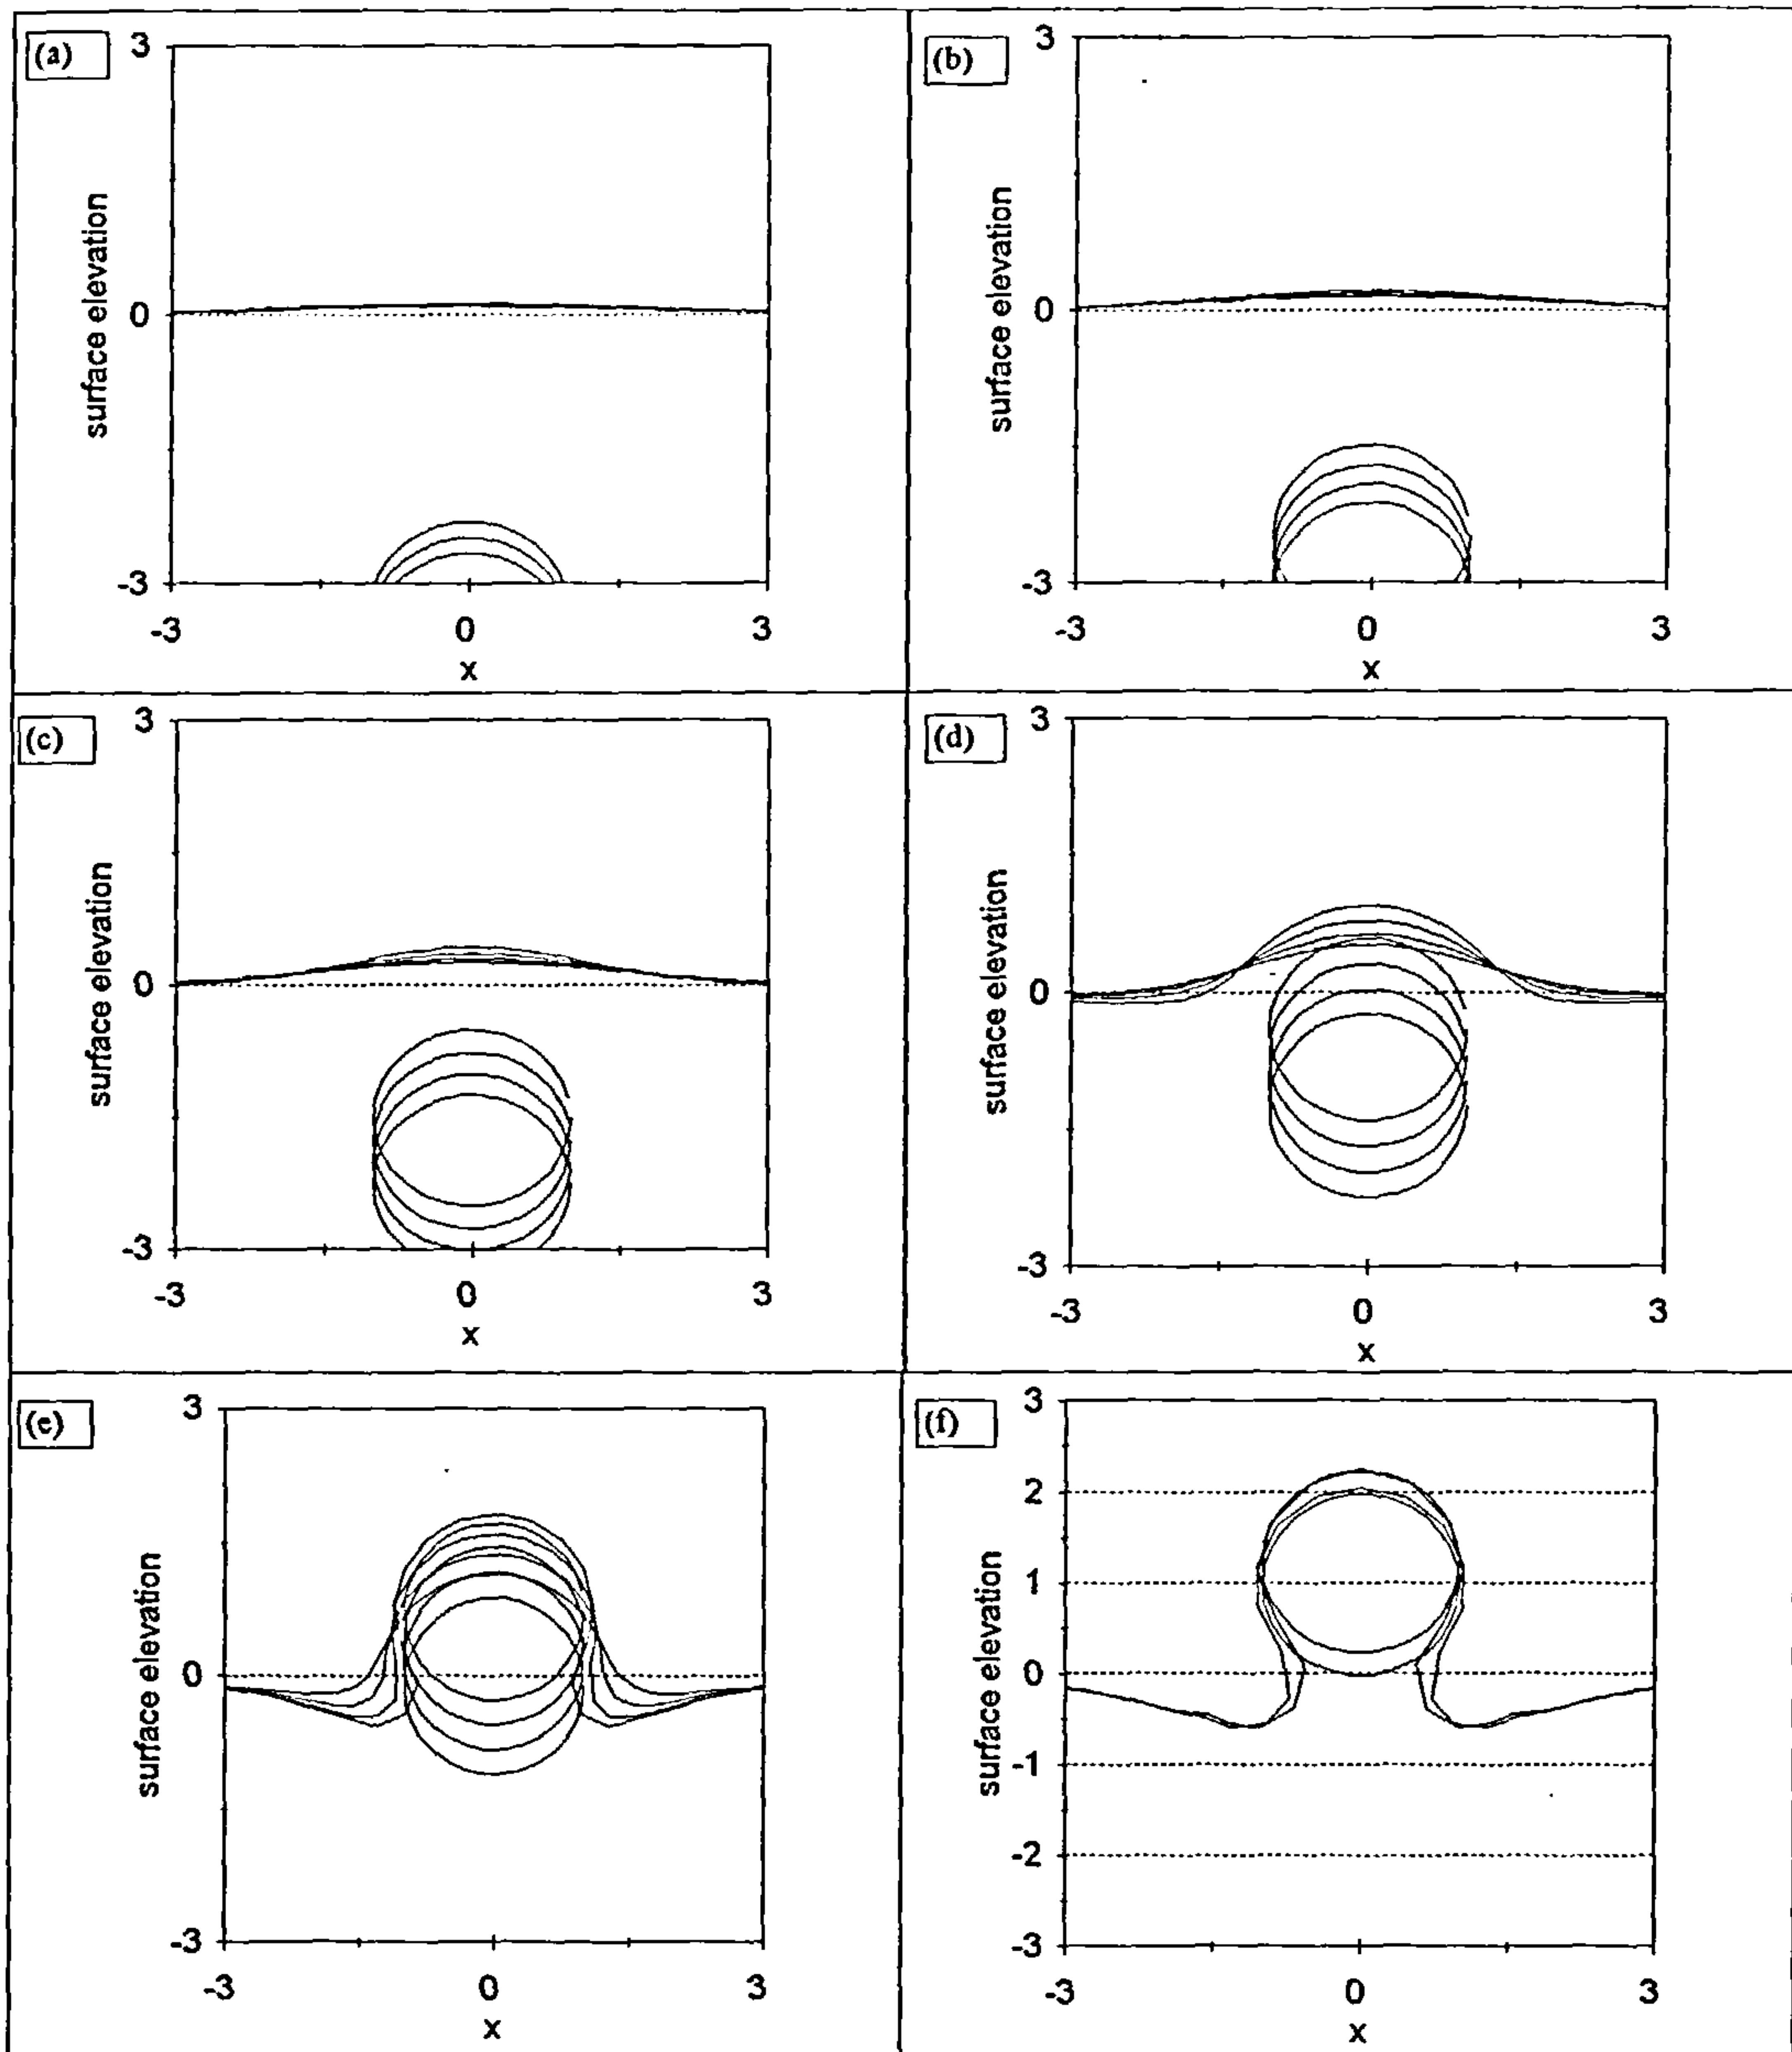 (a)
3
surface elevation
0
-3
-3 0 3
x
(b)
3
surface elevation
0
-3
-3 0 3
x
(c)
3
surface elevation
0
-3
-3 0 3
x
(d)
3
surface elevation
0
-3
-3 0 3
x
(e)
3
surface elevation
0
-3
-3 0 3
x
(f)
3
2
1
surface elevation
0
-1
-2
-3
-3 0 3
x